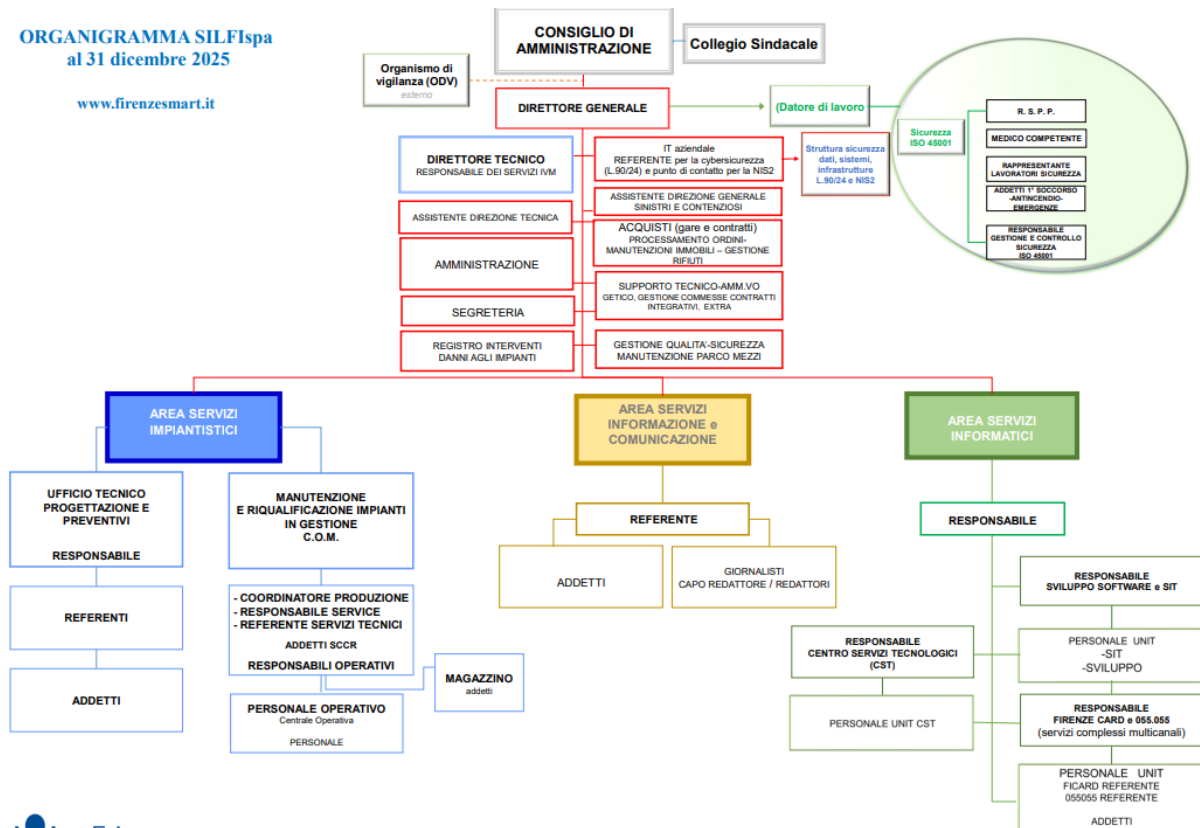 ORGANIGRAMMA SILFIspa
al 31 dicembre 2025
www.firenzesmart.it
CONSIGLIO DI
AMMINISTRAZIONE
Collegio Sindacale
Organismo di
vigilanza (ODV)
esterno
DIRETTORE GENERALE
(Datore di lavoro
Sicurezza
ISO 45001
R. S. P. P.
MEDICO COMPETENTE
RAPPRESENTANTE
LAVORATORI SICUREZZA
ADDETTI 1° SOCCORSO
-ANTINCENDIO-
EMERGENZE
RESPONSABILE
GESTIONE E CONTROLLO
SICUREZZA
ISO 45001
DIRETTORE TECNICO
RESPONSABILE DEI SERVIZI IVM
IT aziendale
REFERENTE per la cybersicurezza
(L.90/24) e punto di contatto per la NIS2
Struttura sicurezza
dati, sistemi,
infrastrutture
L.90/24 e NIS2
ASSISTENTE DIREZIONE GENERALE
SINISTRI E CONTENZIOSI
ASSISTENTE DIREZIONE TECNICA
ACQUISTI (gare e contratti)
PROCESSAMENTO ORDINI-
MANUTENZIONI IMMOBILI – GESTIONE
RIFIUTI
AMMINISTRAZIONE
SUPPORTO TECNICO-AMM.VO
GETICO, GESTIONE COMMESSE CONTRATTI
INTEGRATIVI, EXTRA
SEGRETERIA
REGISTRO INTERVENTI
DANNI AGLI IMPIANTI
GESTIONE QUALITA'-SICUREZZA
MANUTENZIONE PARCO MEZZI
AREA SERVIZI
IMPIANTISTICI
AREA SERVIZI
INFORMAZIONE e
COMUNICAZIONE
AREA SERVIZI
INFORMATICI
UFFICIO TECNICO
PROGETTAZIONE E
PREVENTIVI
RESPONSABILE
MANUTENZIONE
E RIQUALIFICAZIONE IMPIANTI
IN GESTIONE
C.O.M.
REFERENTE
RESPONSABILE
ADDETTI
GIORNALISTI
CAPO REDATTORE / REDATTORI
RESPONSABILE
SVILUPPO SOFTWARE e SIT
REFERENTI
- COORDINATORE PRODUZIONE
- RESPONSABILE SERVICE
- REFERENTE SERVIZI TECNICI
ADDETTI SCCR
RESPONSABILI OPERATIVI
RESPONSABILE
CENTRO SERVIZI TECNOLOGICI
(CST)
PERSONALE UNIT
-SIT
-SVILUPPO
ADDETTI
MAGAZZINO
addetti
PERSONALE OPERATIVO
Centrale Operativa
PERSONALE
PERSONALE UNIT CST
RESPONSABILE
FIRENZE CARD e 055.055
(servizi complessi multicanali)
PERSONALE UNIT
FICARD REFERENTE
055055 REFERENTE
ADDETTI